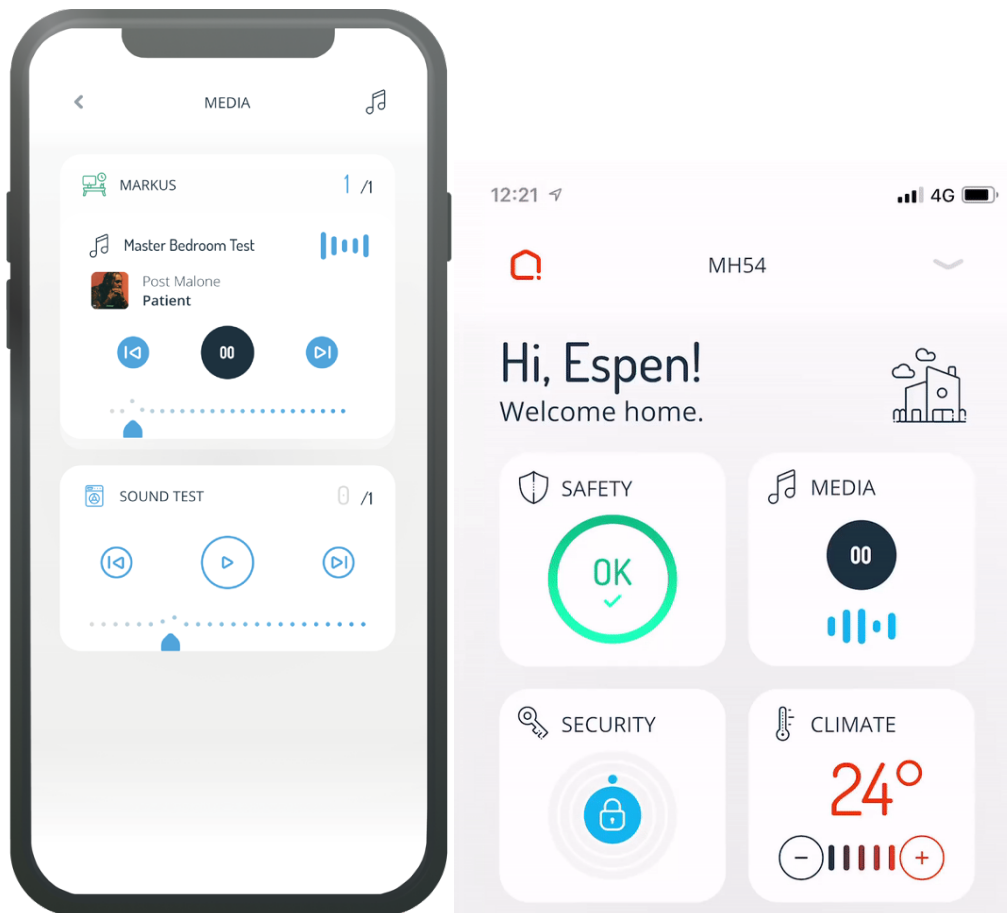 MEDIA
MARKUS 1 /1
Master Bedroom Test
Post Malone
Patient
SOUND TEST 0 /1
12:21 4G
MH54
Hi, Espen!
Welcome home.
SAFETY
OK
MEDIA
SECURITY
CLIMATE
24°
− +